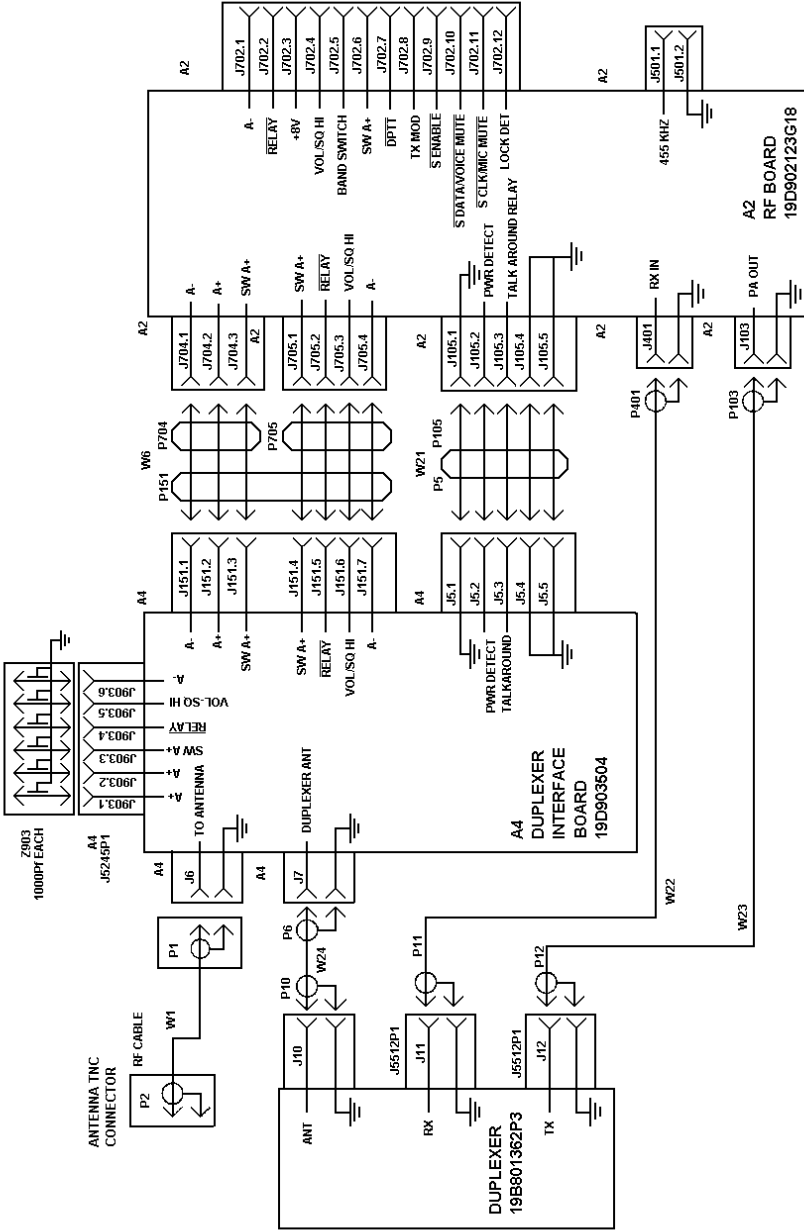 A2
J702.1
J702.2
J702.3
J702.4
J702.5
J702.6
J702.7
J702.8
J702.9
J702.10
J702.11
J702.12
A-
RELAY
+8V
VOL/SQ HI
BAND SWITCH
SW A+
DPTT
TX MOD
S ENABLE
S DATA/VOICE MUTE
S CLK/MIC MUTE
LOCK DET
A2
J501.1
J501.2
455 KHZ
A2
RF BOARD
19D902123G18
A-
A+
SW A+
SW A+
RELAY
VOL/SQ HI
A-
PWR DETECT
TALK AROUND RELAY
RX IN
PA OUT
A2
J704.1
J704.2
J704.3
A2
J705.1
J705.2
J705.3
J705.4
A2
J105.1
J105.2
J105.3
J105.4
J105.5
A2
J401
A2
J103
P704
P705
W6
P151
P105
W21
P5
P401
P103
A4
J151.1
J151.2
J151.3
J151.4
J151.5
J151.6
J151.7
A4
J5.1
J5.2
J5.3
J5.4
J5.5
A-
A+
SW A+
SW A+
RELAY
VOL/SQ HI
A-
PWR DETECT
TALKAROUND
J903.6
J903.5
J903.4
J903.3
J903.2
J903.1
A-
VOL-SQ HI
RELAY
SW A+
A+
A+
Z903
1000Pf EACH
A4
J5245P1
TO ANTENNA
DUPLEXER ANT
A4
DUPLEXER
INTERFACE
BOARD
19D903504
A4
J6
A4
J7
P1
P6
W24
P10
W1
RF CABLE
P2
ANTENNA TNC
CONNECTOR
P11
W22
P12
W23
J10
J5512P1
J11
J5512P1
J12
ANT
RX
TX
DUPLEXER
19B801362P3